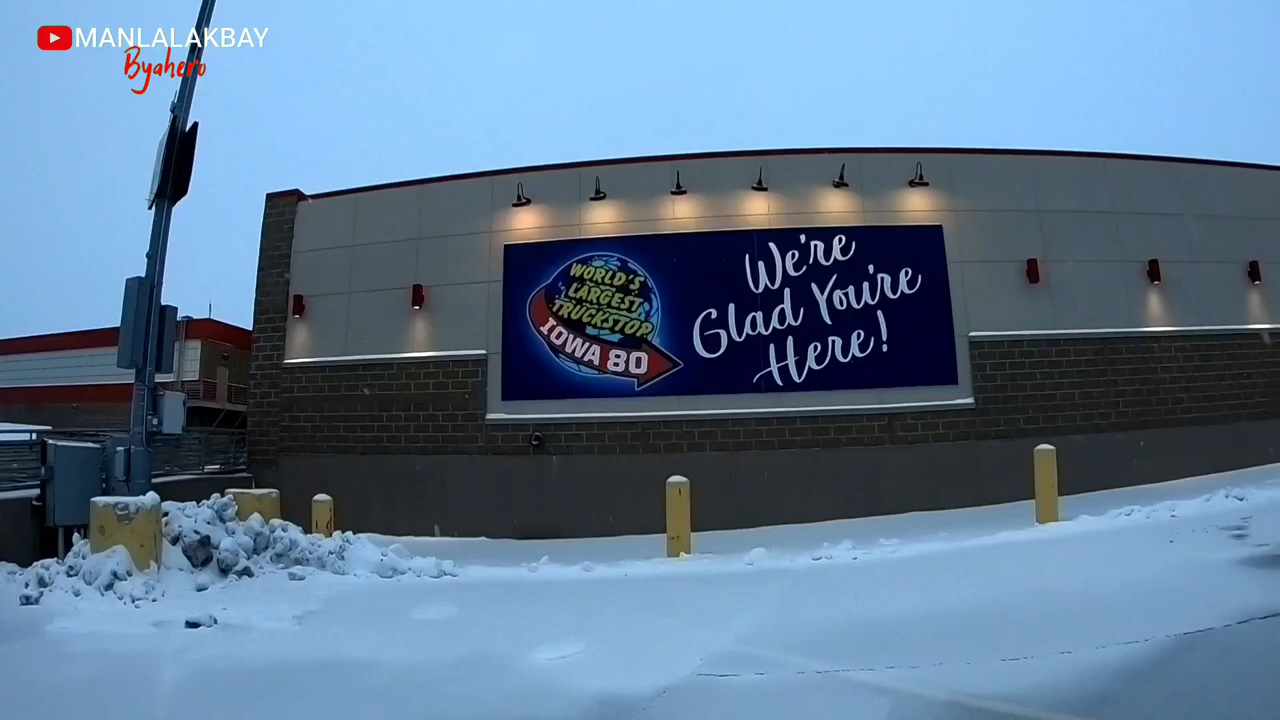 MANLALAKBAY
Byahero
WORLD'S
LARGEST
TRUCKSTOP
IOWA 80
We're
Glad You're
Here!